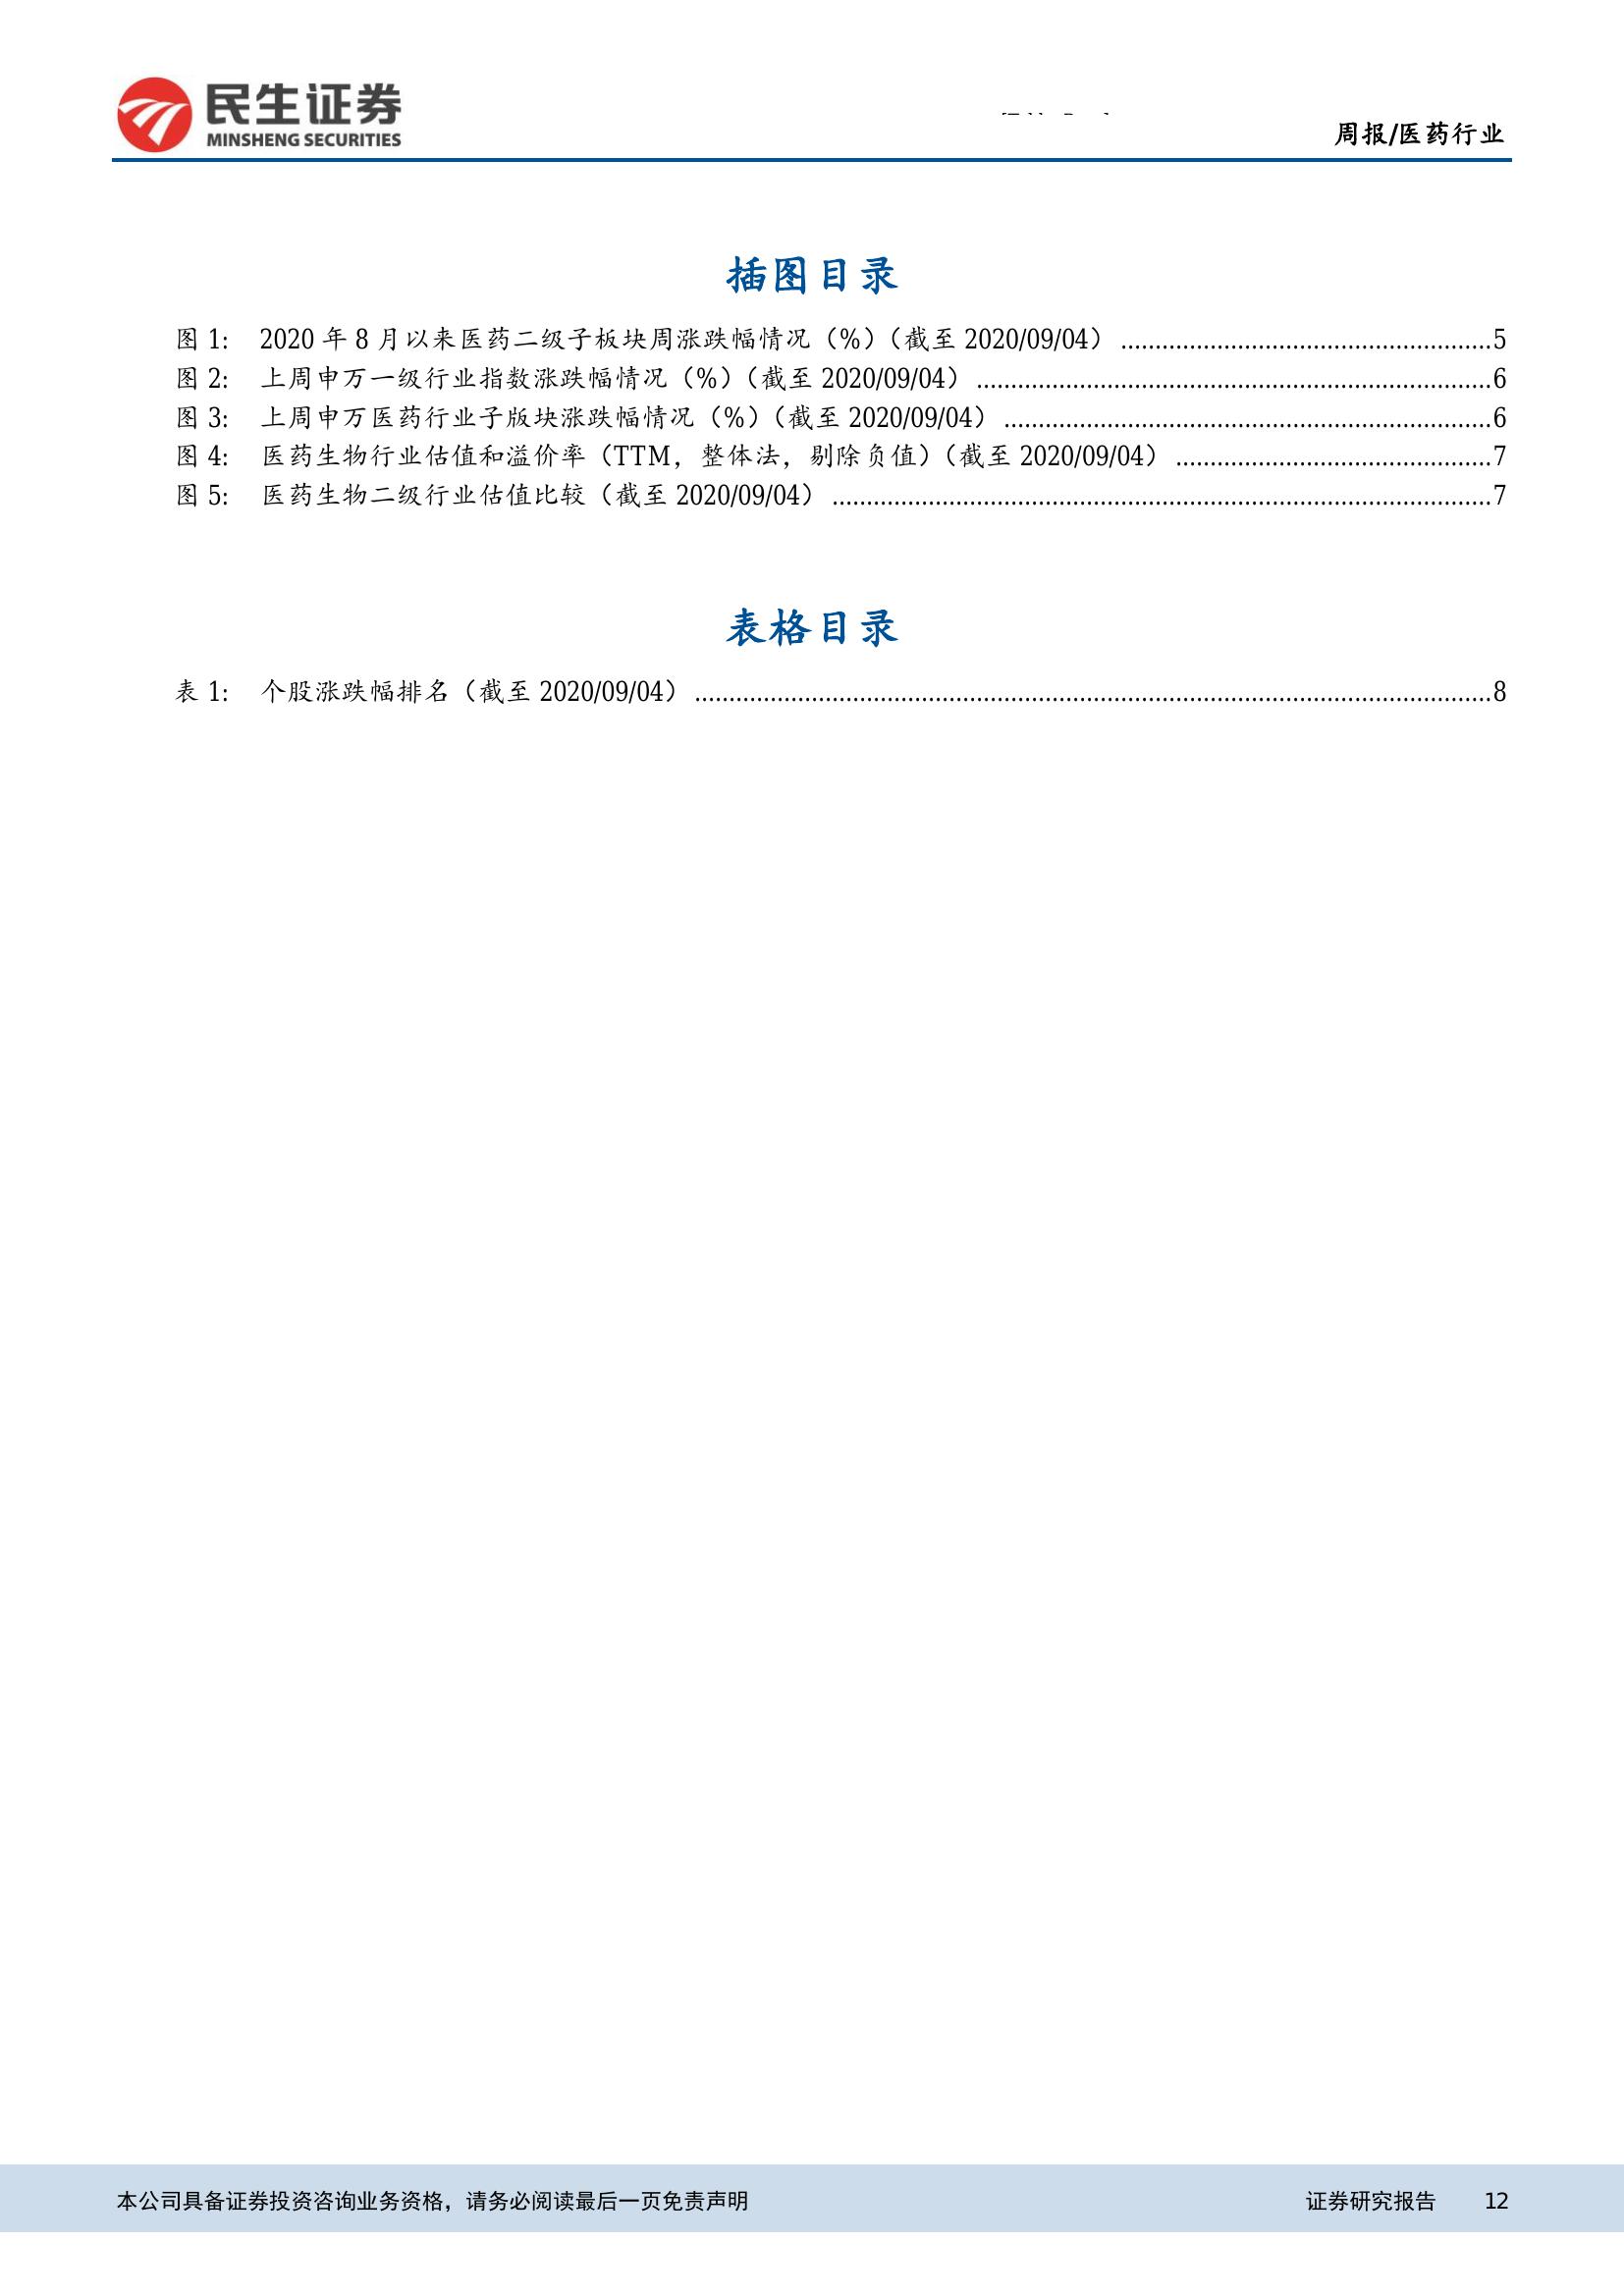 民生证券
MINSHENG SECURITIES
周报/医药行业
插图目录
图 1: 2020 年 8 月以来医药二级子板块周涨跌幅情况（%）（截至 2020/09/04） ......................................................5
图 2: 上周申万一级行业指数涨跌幅情况（%）（截至 2020/09/04） ...........................................................................6
图 3: 上周申万医药行业子版块涨跌幅情况（%）（截至 2020/09/04） .......................................................................6
图 4: 医药生物行业估值和溢价率（TTM，整体法，剔除负值）（截至 2020/09/04） ..............................................7
图 5: 医药生物二级行业估值比较（截至 2020/09/04） ................................................................................................7
表格目录
表 1: 个股涨跌幅排名（截至 2020/09/04） ....................................................................................................................8
本公司具备证券投资咨询业务资格，请务必阅读最后一页免责声明
证券研究报告 12